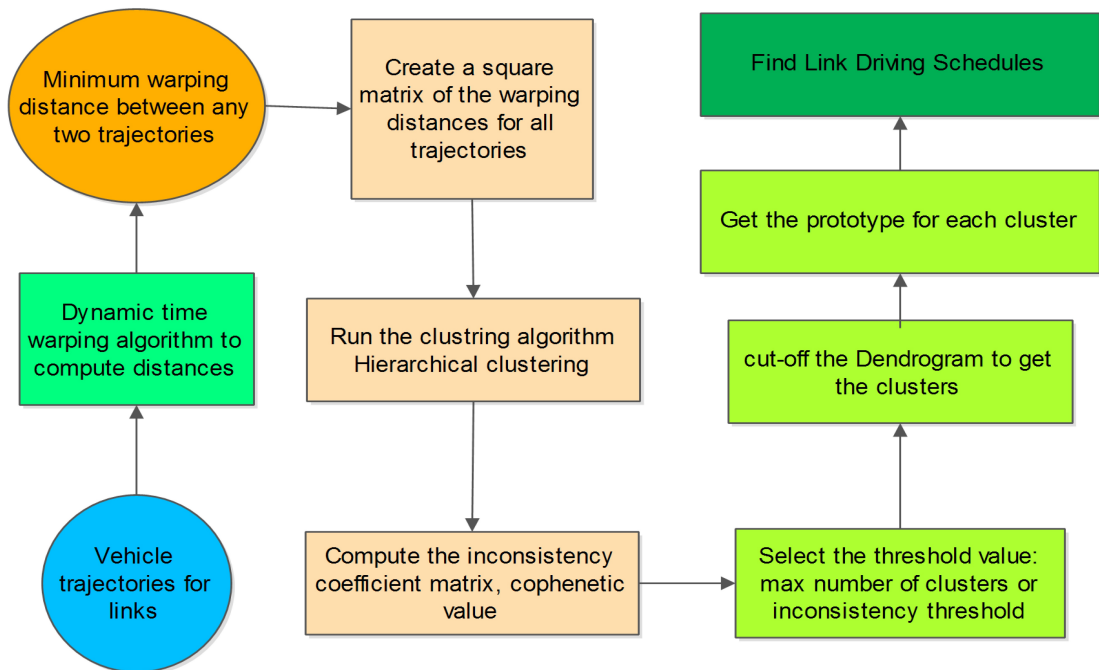 Vehicle
trajectories for
links
Dynamic time
warping algorithm to
compute distances
Minimum warping
distance between any
two trajectories
Create a square
matrix of the warping
distances for all
trajectories
Run the clustring algorithm
Hierarchical clustering
Compute the inconsistency
coefficient matrix, cophenetic
value
Select the threshold value:
max number of clusters or
inconsistency threshold
cut-off the Dendrogram to get
the clusters
Get the prototype for each cluster
Find Link Driving Schedules